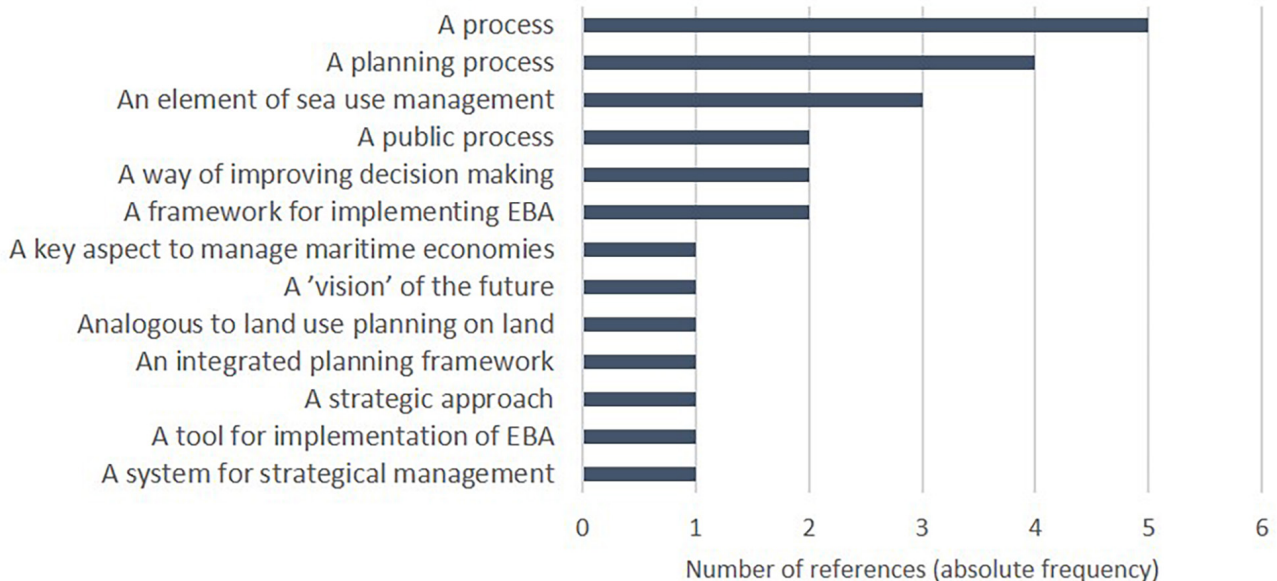 A process
A planning process
An element of sea use management
A public process
A way of improving decision making
A framework for implementing EBA
A key aspect to manage maritime economies
A ’vision’ of the future
Analogous to land use planning on land
An integrated planning framework
A strategic approach
A tool for implementation of EBA
A system for strategical management
0 1 2 3 4 5 6
Number of references (absolute frequency)